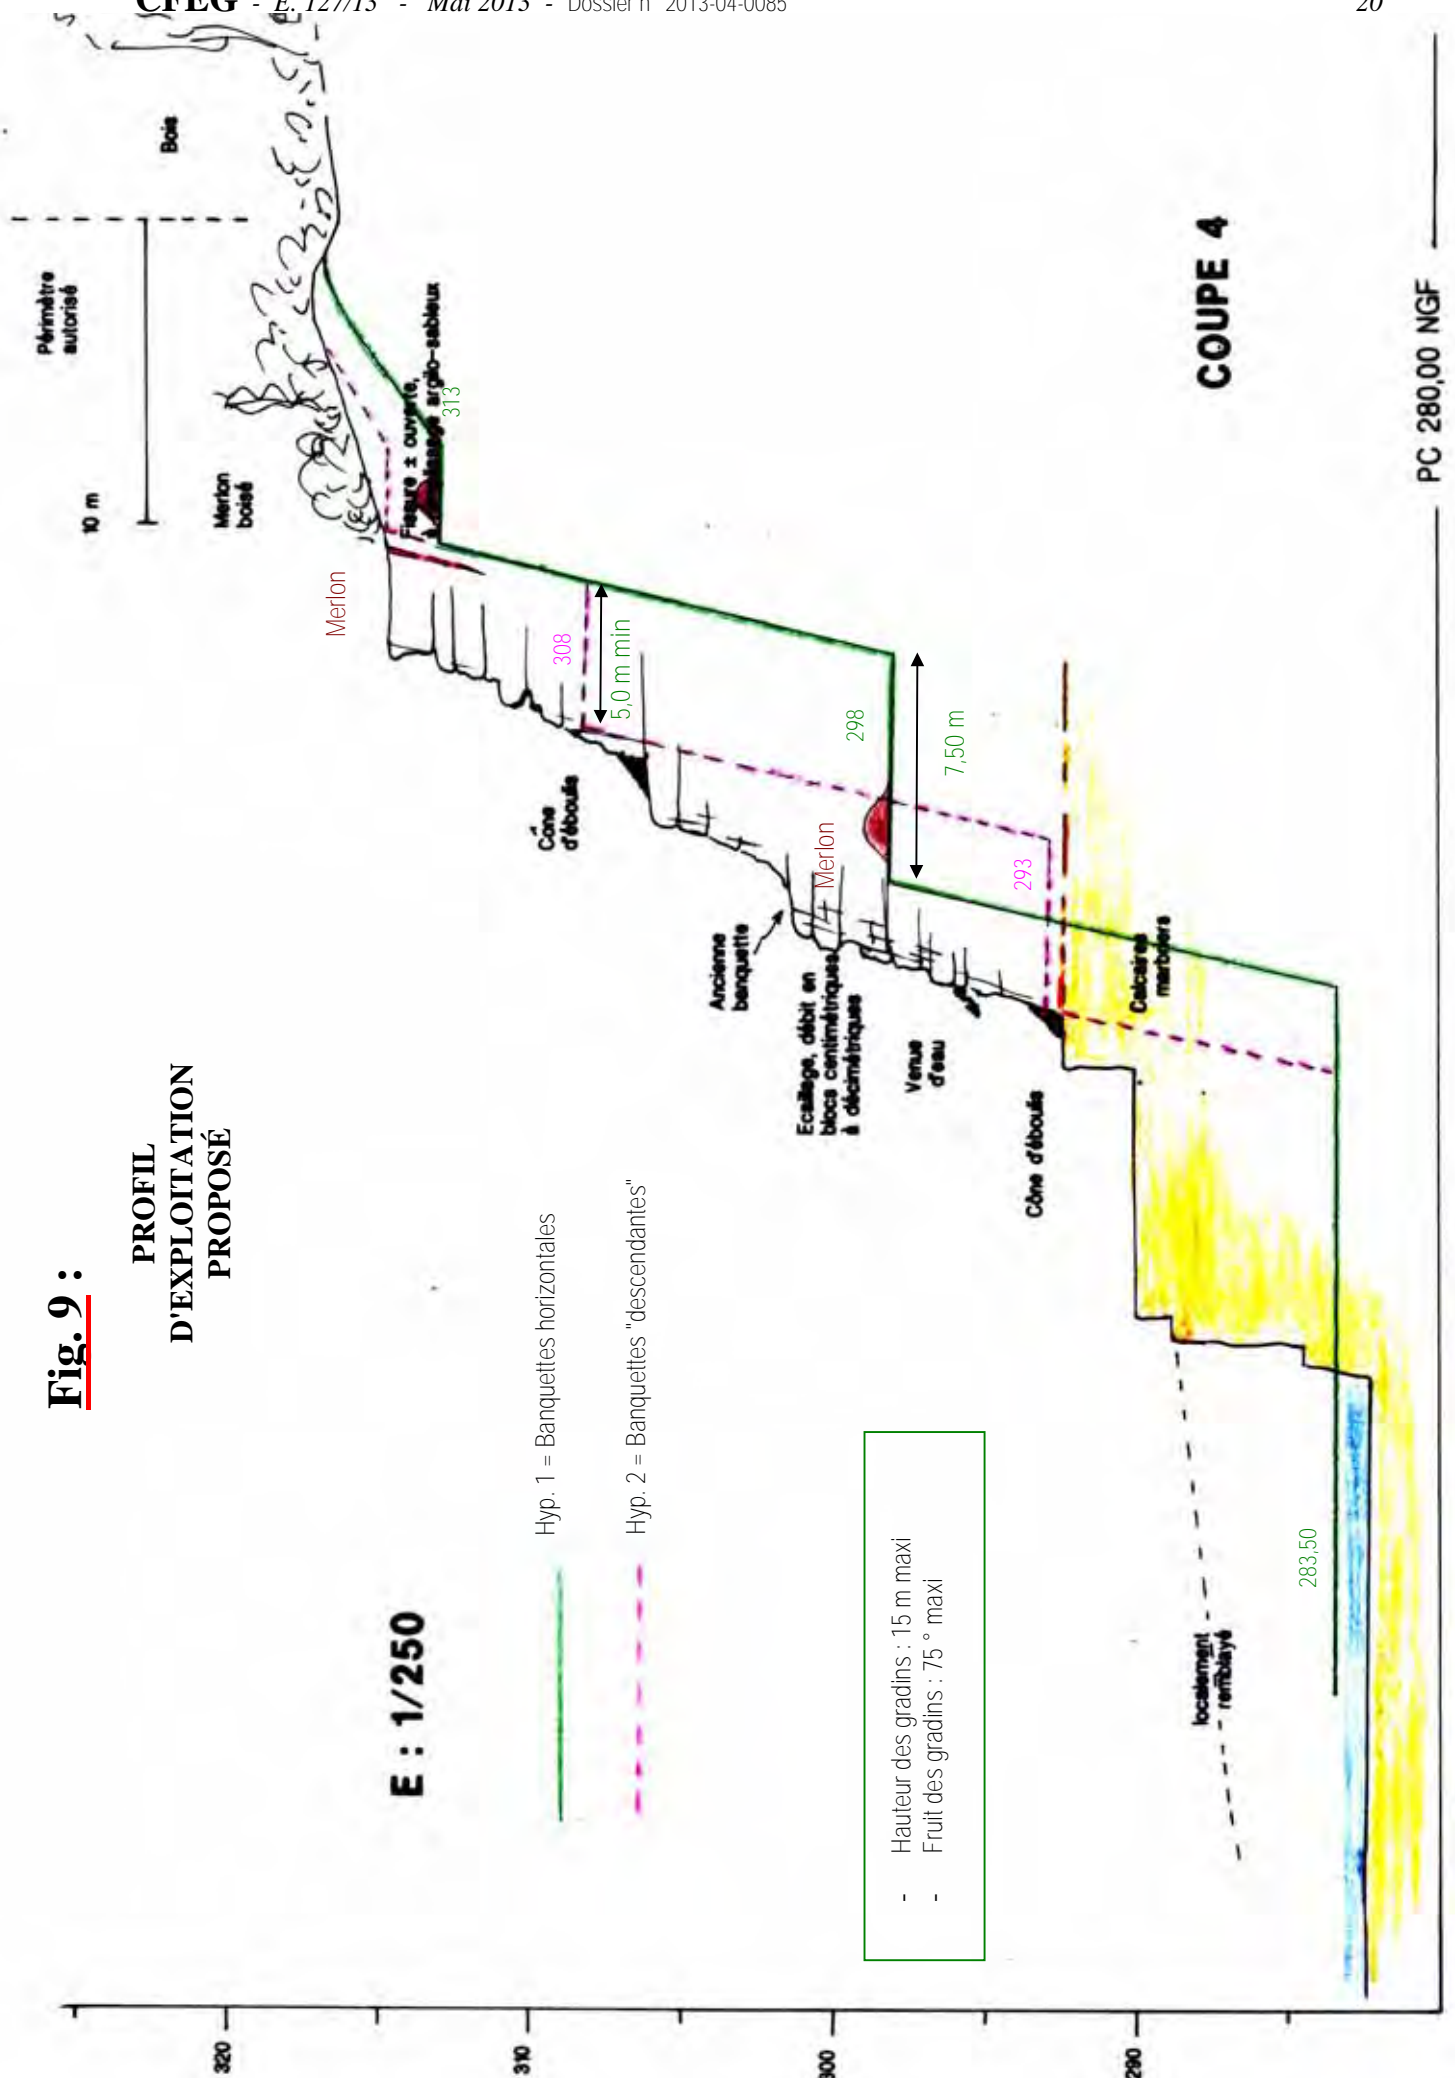 CFEG - E. 127/13 - Mai 2013 - Dossier n° 2013-04-0085
20
Fig. 9 :
PROFIL
D'EXPLOITATION
PROPOSÉ
E : 1/250
Hyp. 1 = Banquettes horizontales
Hyp. 2 = Banquettes "descendantes"
- Hauteur des gradins : 15 m maxi
- Fruit des gradins : 75 ° maxi
Périmètre
autorisé
Bois
10 m
Merlon
boisé
Merlon
Fissure ± ouverte,
à argilo-sableux
313
308
5,0 m min
Cône
d'éboulis
298
7,50 m
Merlon
Ancienne
banquette
Ecaillage, débit en
blocs centimétriques
à décimétriques
293
Venue
d'eau
Calcaires
marbriers
Cône d'éboulis
283,50
localement
remblayé
COUPE 4
PC 280,00 NGF
320
310
300
290